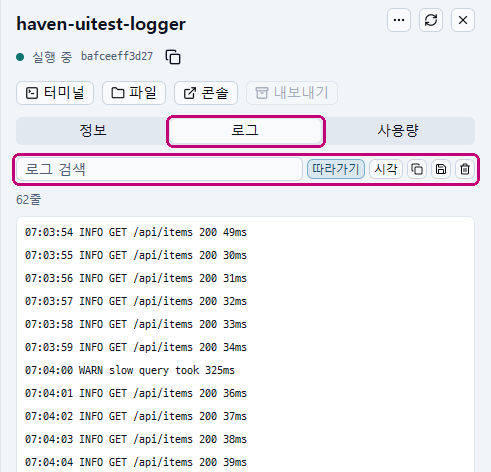 haven-uitest-logger
실행 중 bafceeff3d27
터미널 파일 콘솔 내보내기
정보 로그 사용량
로그 검색 따라가기 시각
62줄
07:03:54 INFO GET /api/items 200 49ms
07:03:55 INFO GET /api/items 200 30ms
07:03:56 INFO GET /api/items 200 31ms
07:03:57 INFO GET /api/items 200 32ms
07:03:58 INFO GET /api/items 200 33ms
07:03:59 INFO GET /api/items 200 34ms
07:04:00 WARN slow query took 325ms
07:04:01 INFO GET /api/items 200 36ms
07:04:02 INFO GET /api/items 200 37ms
07:04:03 INFO GET /api/items 200 38ms
07:04:04 INFO GET /api/items 200 39ms